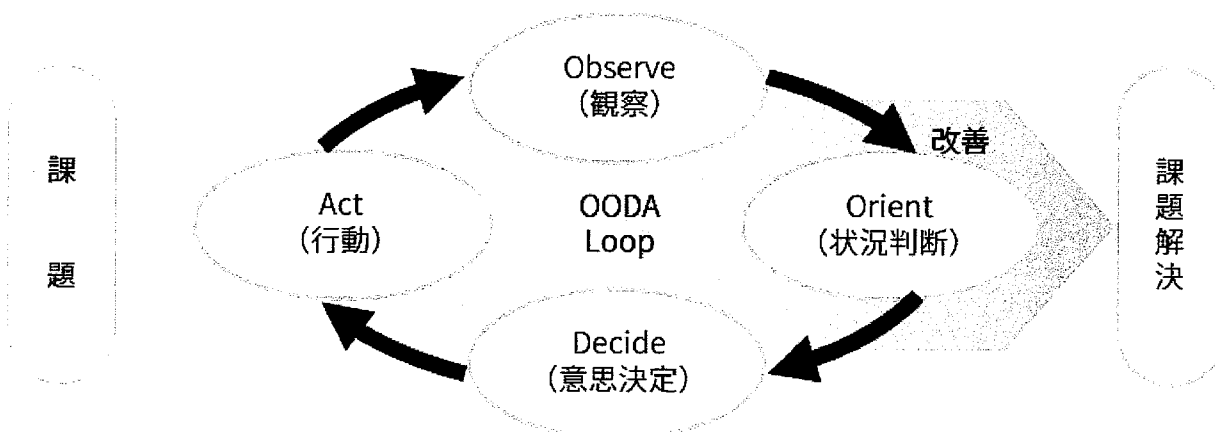 課題
Observe
（観察）
改善
Act
（行動）
OODA
Loop
Orient
（状況判断）
Decide
（意思決定）
課題解決